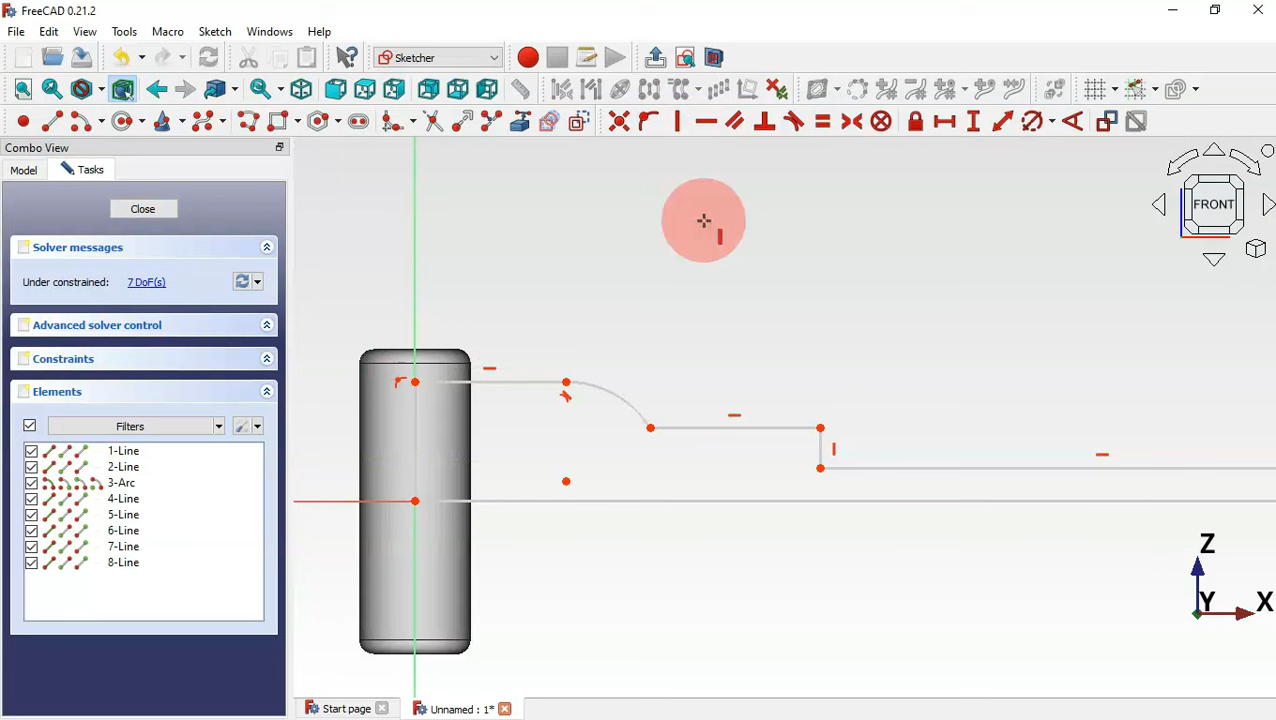 FreeCAD 0.21.2
File Edit View Tools Macro Sketch Windows Help
Sketcher
Combo View
Model Tasks
Close
Solver messages
Under constrained: 7 DoF(s)
Advanced solver control
Constraints
Elements
Filters
1-Line
2-Line
3-Arc
4-Line
5-Line
6-Line
7-Line
8-Line
FRONT
Z
Y X
Start page Unnamed : 1*